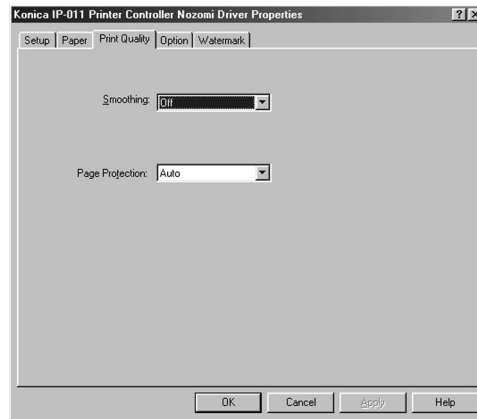 Konica IP-011 Printer Controller Nozomi Driver Properties
Setup Paper Print Quality Option Watermark
Smoothing: Off
Page Protection: Auto
OK Cancel Apply Help